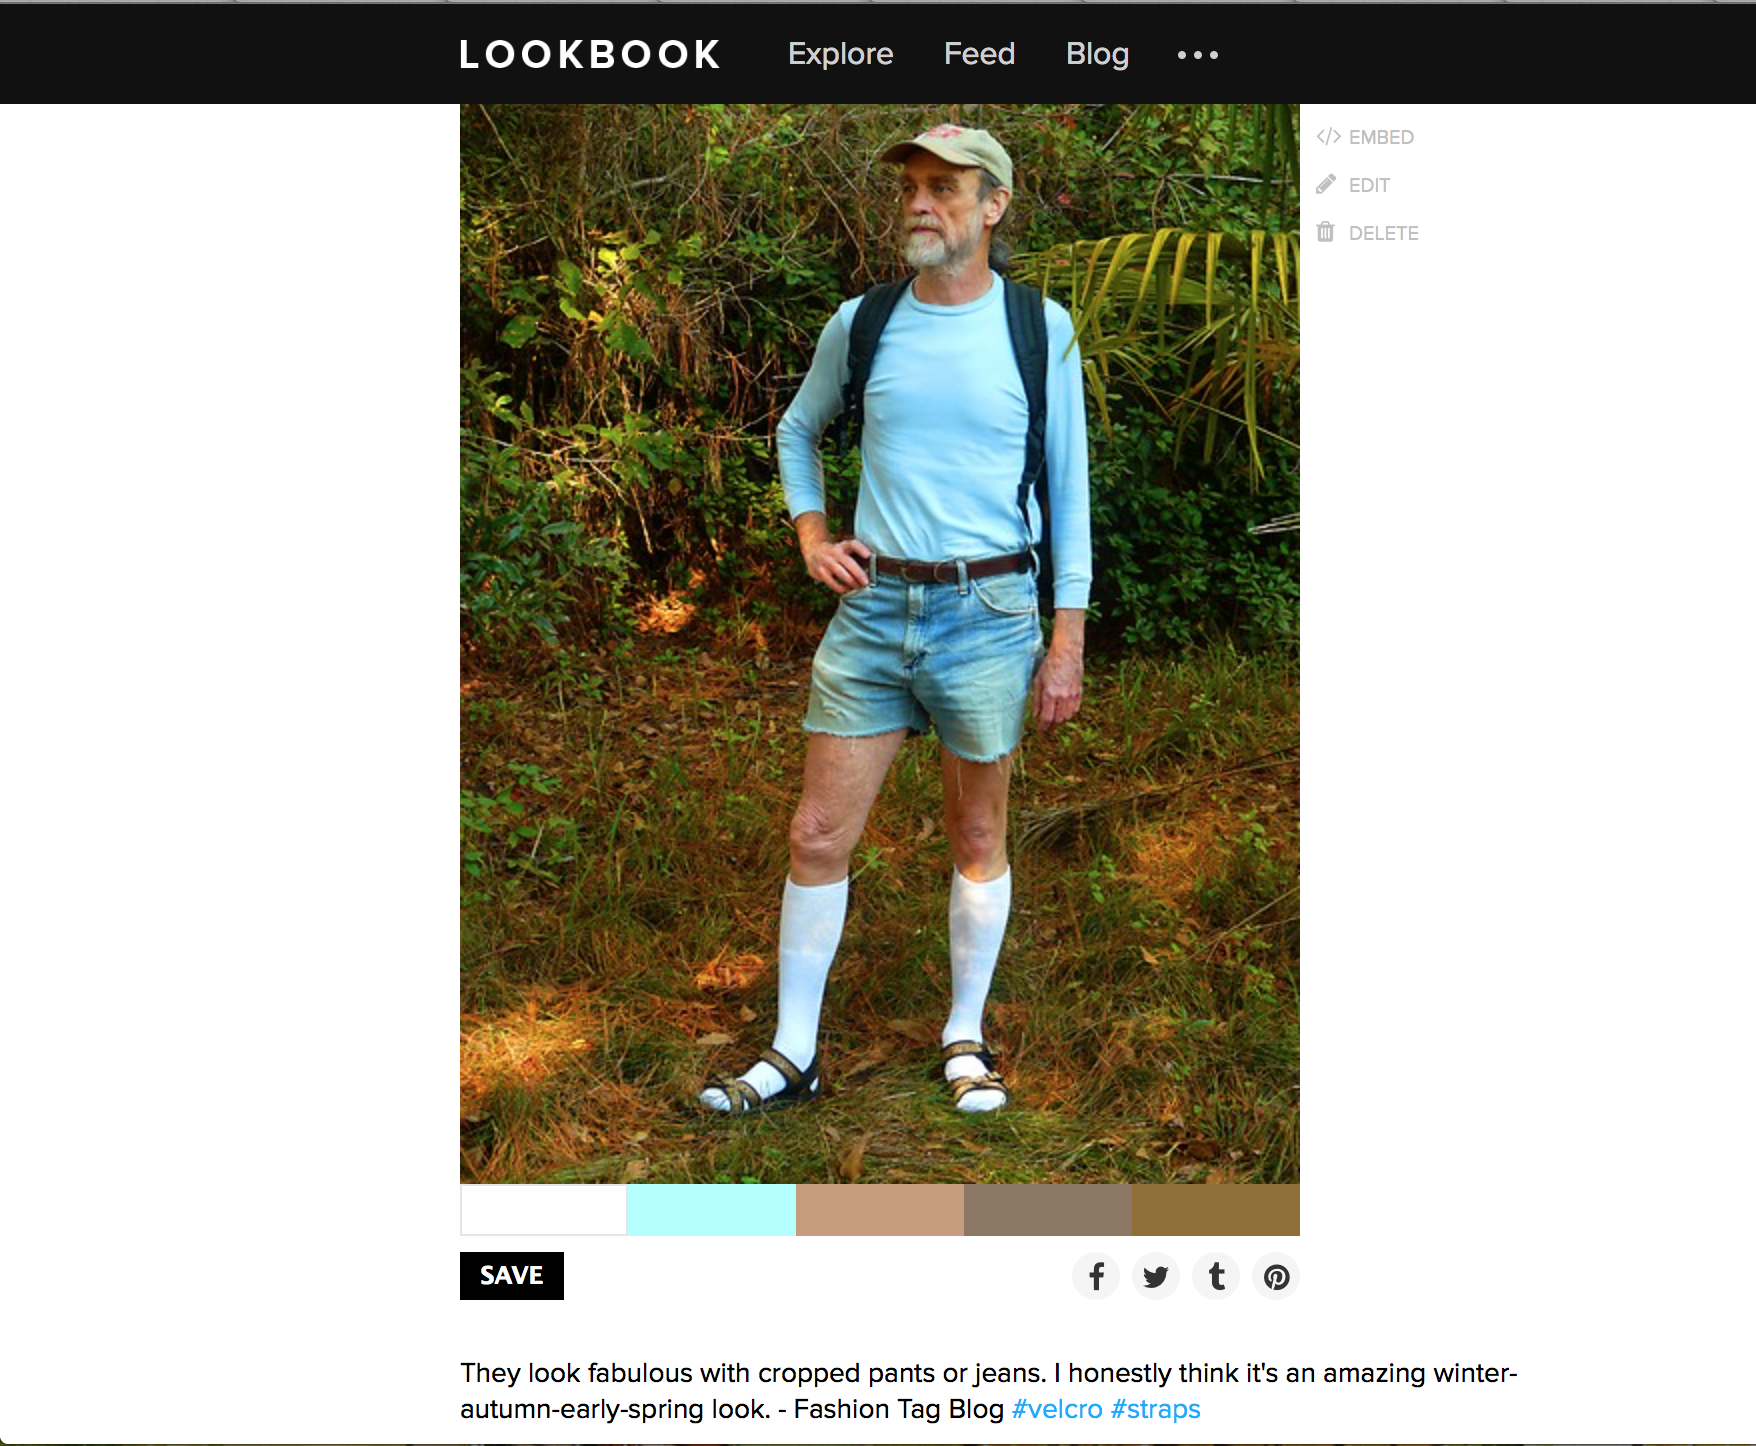 LOOKBOOK Explore Feed Blog
EMBED
EDIT
DELETE
SAVE
They look fabulous with cropped pants or jeans. I honestly think it's an amazing winter-
autumn-early-spring look. - Fashion Tag Blog #velcro #straps